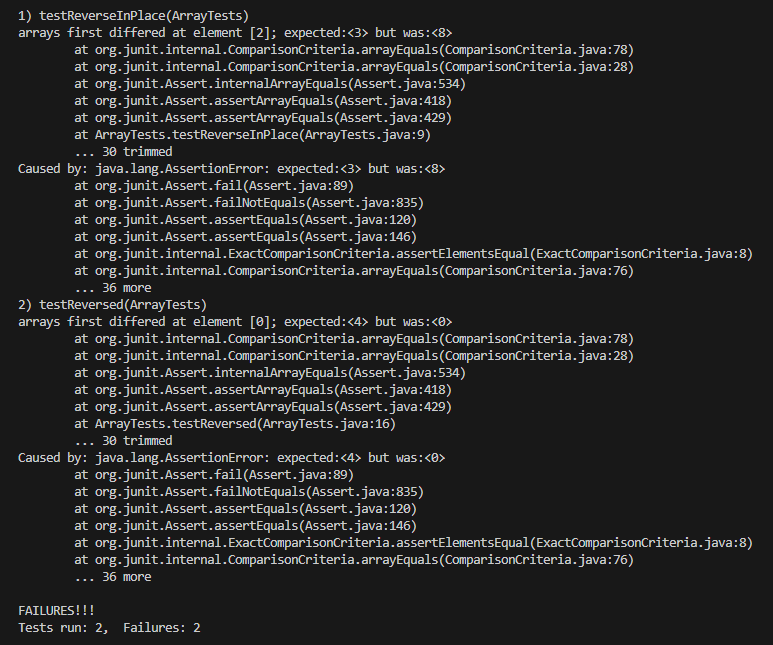 1) testReverseInPlace(ArrayTests)
arrays first differed at element [2]; expected:<3> but was:<8>
at org.junit.internal.ComparisonCriteria.arrayEquals(ComparisonCriteria.java:78)
at org.junit.internal.ComparisonCriteria.arrayEquals(ComparisonCriteria.java:28)
at org.junit.Assert.internalArrayEquals(Assert.java:534)
at org.junit.Assert.assertArrayEquals(Assert.java:418)
at org.junit.Assert.assertArrayEquals(Assert.java:429)
at ArrayTests.testReverseInPlace(ArrayTests.java:9)
... 30 trimmed
Caused by: java.lang.AssertionError: expected:<3> but was:<8>
at org.junit.Assert.fail(Assert.java:89)
at org.junit.Assert.failNotEquals(Assert.java:835)
at org.junit.Assert.assertEquals(Assert.java:120)
at org.junit.Assert.assertEquals(Assert.java:146)
at org.junit.internal.ExactComparisonCriteria.assertElementsEqual(ExactComparisonCriteria.java:8)
at org.junit.internal.ComparisonCriteria.arrayEquals(ComparisonCriteria.java:76)
... 36 more
2) testReversed(ArrayTests)
arrays first differed at element [0]; expected:<4> but was:<0>
at org.junit.internal.ComparisonCriteria.arrayEquals(ComparisonCriteria.java:78)
at org.junit.internal.ComparisonCriteria.arrayEquals(ComparisonCriteria.java:28)
at org.junit.Assert.internalArrayEquals(Assert.java:534)
at org.junit.Assert.assertArrayEquals(Assert.java:418)
at org.junit.Assert.assertArrayEquals(Assert.java:429)
at ArrayTests.testReversed(ArrayTests.java:16)
... 30 trimmed
Caused by: java.lang.AssertionError: expected:<4> but was:<0>
at org.junit.Assert.fail(Assert.java:89)
at org.junit.Assert.failNotEquals(Assert.java:835)
at org.junit.Assert.assertEquals(Assert.java:120)
at org.junit.Assert.assertEquals(Assert.java:146)
at org.junit.internal.ExactComparisonCriteria.assertElementsEqual(ExactComparisonCriteria.java:8)
at org.junit.internal.ComparisonCriteria.arrayEquals(ComparisonCriteria.java:76)
... 36 more
FAILURES!!!
Tests run: 2,  Failures: 2